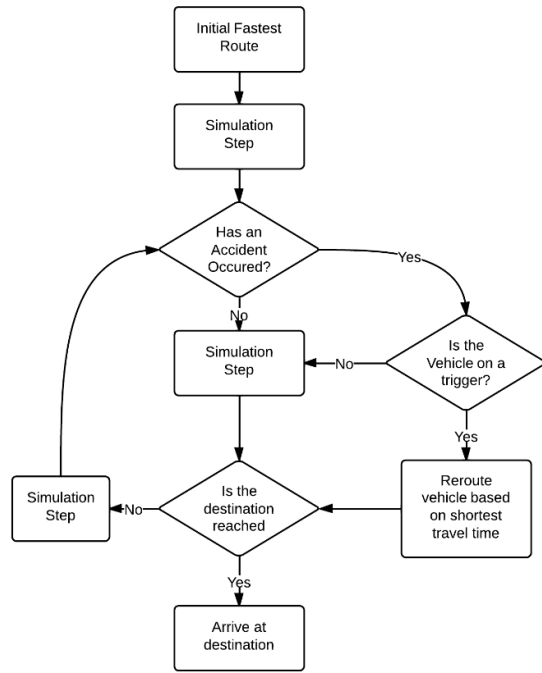 Initial Fastest
Route
Simulation
Step
Has an
Accident
Occured?
Yes
No
Is the
Vehicle on a
trigger?
Simulation
Step
No
Yes
Simulation
Step
No
Is the
destination
reached
Reroute
vehicle based
on shortest
travel time
Yes
Arrive at
destination